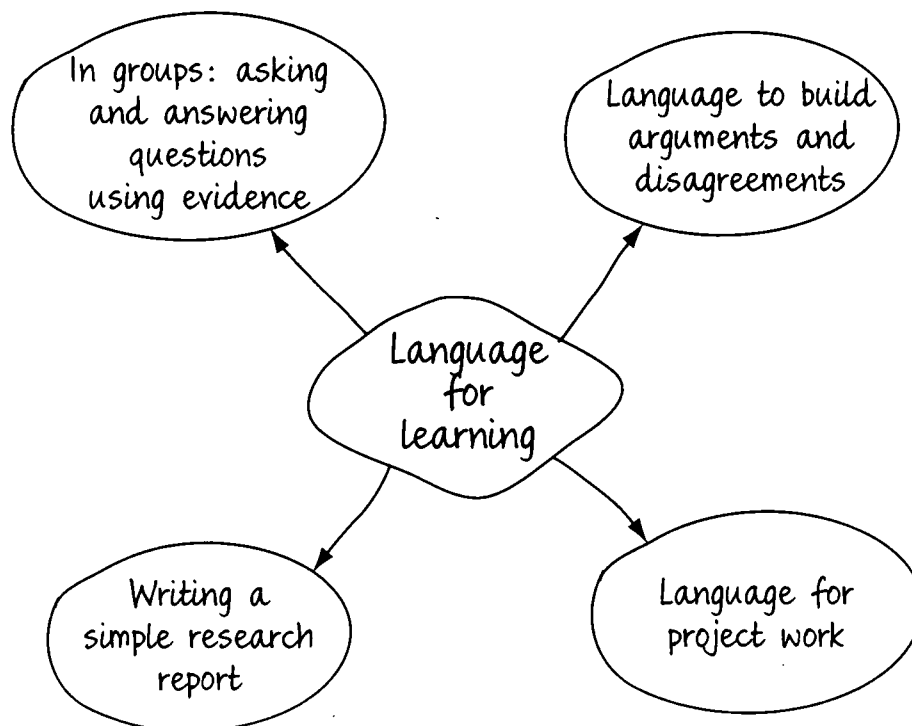 In groups: asking
and answering
questions
using evidence
Language to build
arguments and
disagreements
Language
for
learning
Writing a
simple research
report
Language for
project work